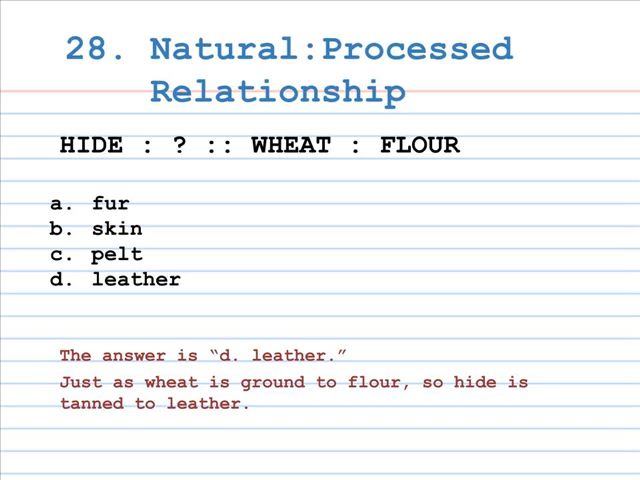 28. Natural:Processed
Relationship
HIDE : ? :: WHEAT : FLOUR
a. fur
b. skin
c. pelt
d. leather
The answer is “d. leather.”
Just as wheat is ground to flour, so hide is
tanned to leather.